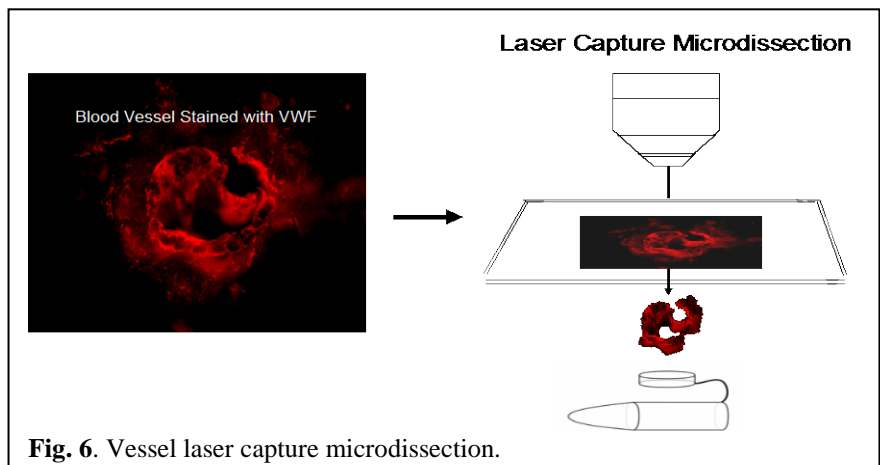 Laser Capture Microdissection
Blood Vessel Stained with VWF
Fig. 6. Vessel laser capture microdissection.